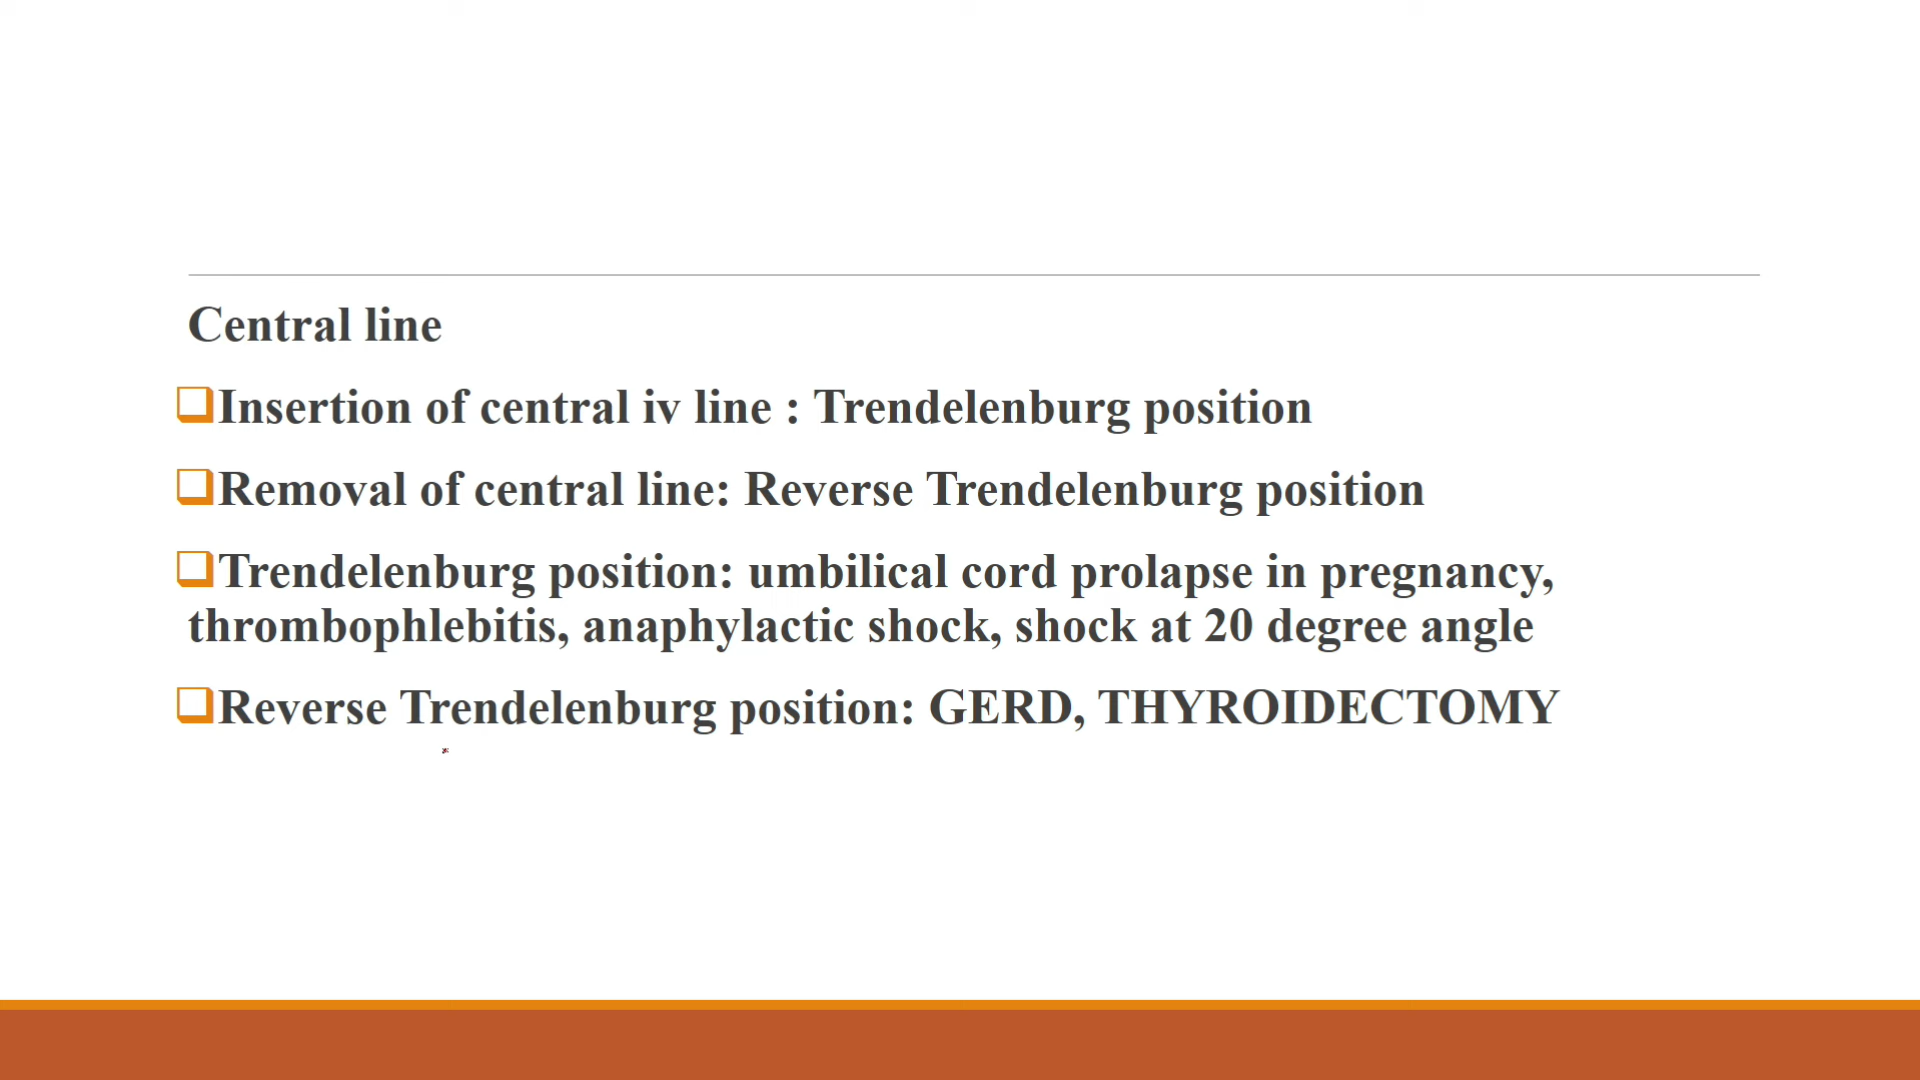 Central line
❑Insertion of central iv line : Trendelenburg position
❑Removal of central line: Reverse Trendelenburg position
❑Trendelenburg position: umbilical cord prolapse in pregnancy,
thrombophlebitis, anaphylactic shock, shock at 20 degree angle
❑Reverse Trendelenburg position: GERD, THYROIDECTOMY